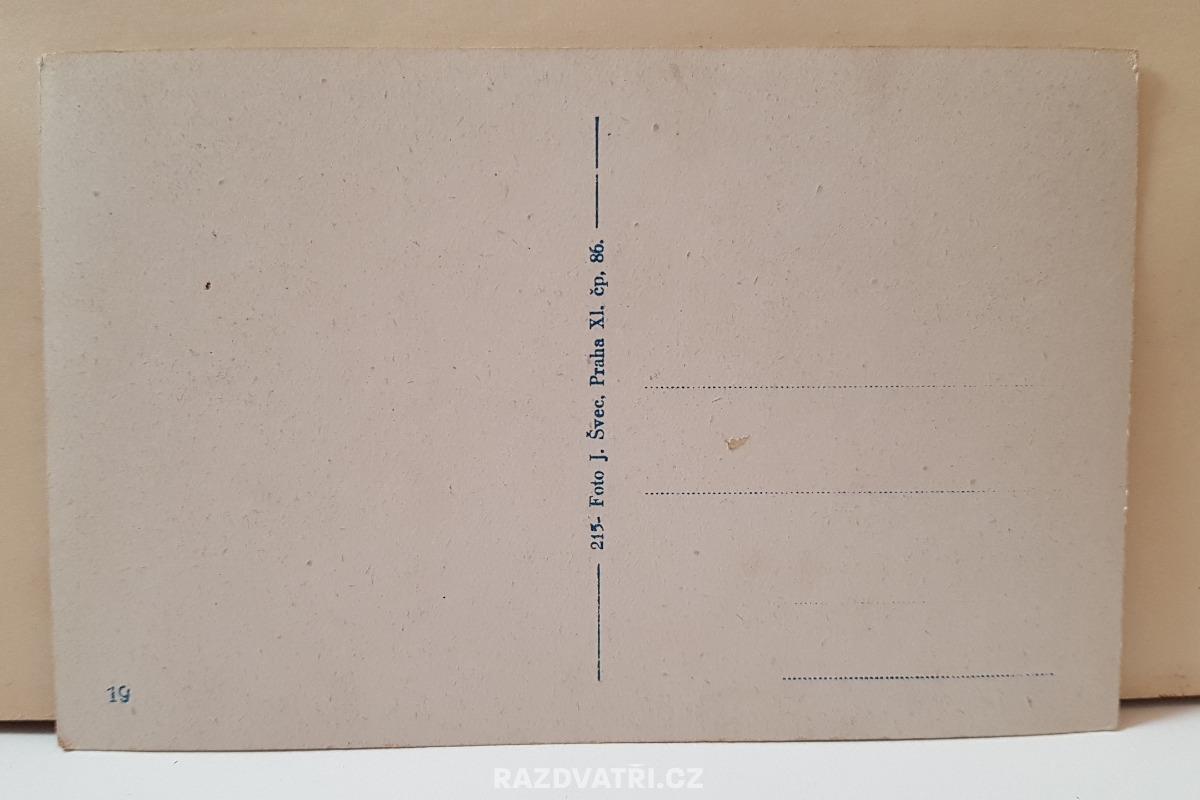 215- Foto J. Švec, Praha XI. čp, 86.
19
RAZDVATŘI.CZ